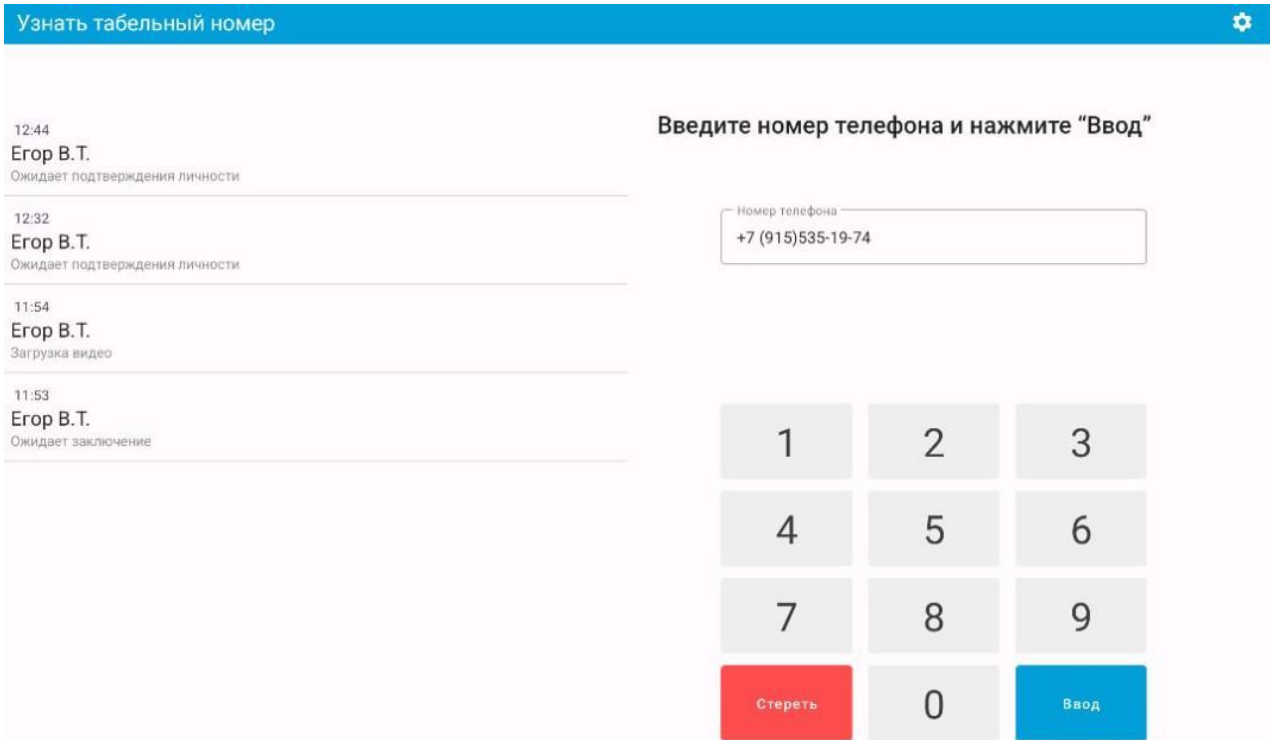 Узнать табельный номер
12:44
Егор В.Т.
Ожидает подтверждения личности
12:32
Егор В.Т.
Ожидает подтверждения личности
11:54
Егор В.Т.
Загрузка видео
11:53
Егор В.Т.
Ожидает заключение
Введите номер телефона и нажмите “Ввод”
Номер телефона
+7 (915)535-19-74
1 2 3
4 5 6
7 8 9
Стереть 0 Ввод